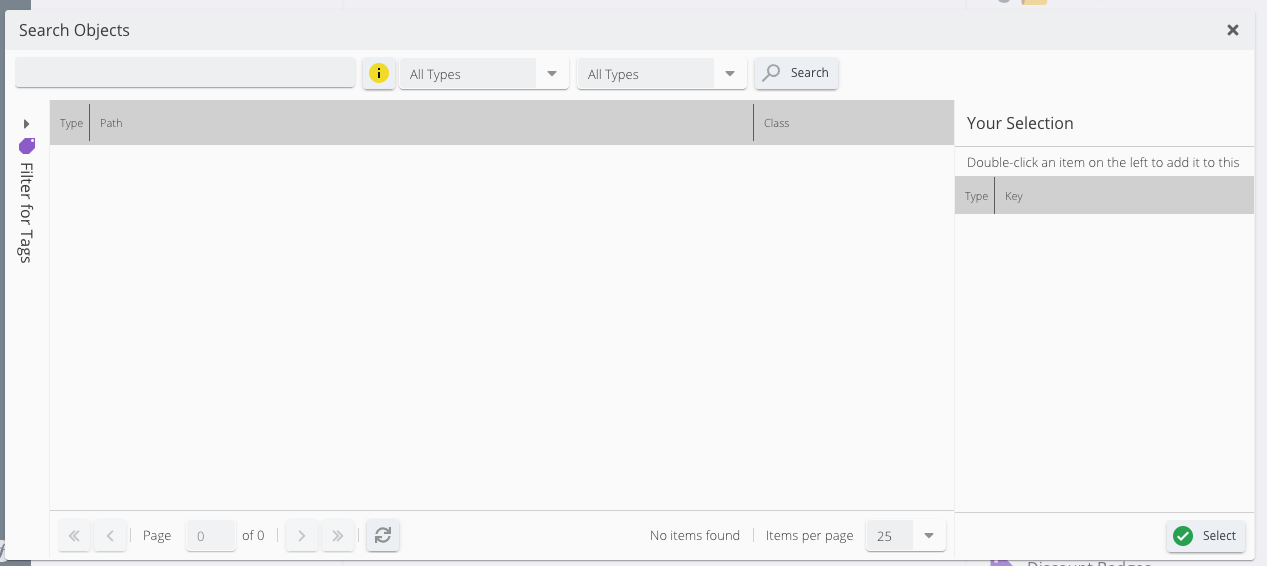 Search Objects
i All Types All Types Search
Type Path Class
Filter for Tags
Your Selection
Double-click an item on the left to add it to this
Type Key
Page 0 of 0 No items found Items per page 25
Select